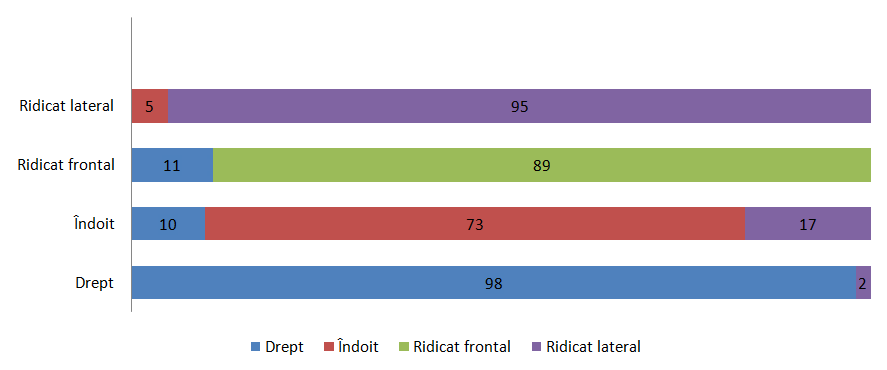 Ridicat lateral 5 95
Ridicat frontal 11 89
Îndoit 10 73 17
Drept 98 2
Drept Îndoit Ridicat frontal Ridicat lateral